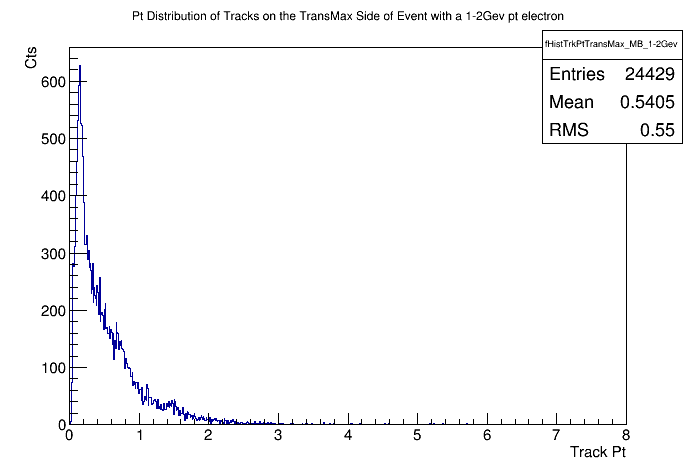 Pt Distribution of Tracks on the TransMax Side of Event with a 1-2Gev pt electron
fHistTrkPtTransMax_MB_1-2Gev
Entries 24429
Mean 0.5405
RMS 0.55
Cts
600
500
400
300
200
100
0
0 1 2 3 4 5 6 7 8
Track Pt